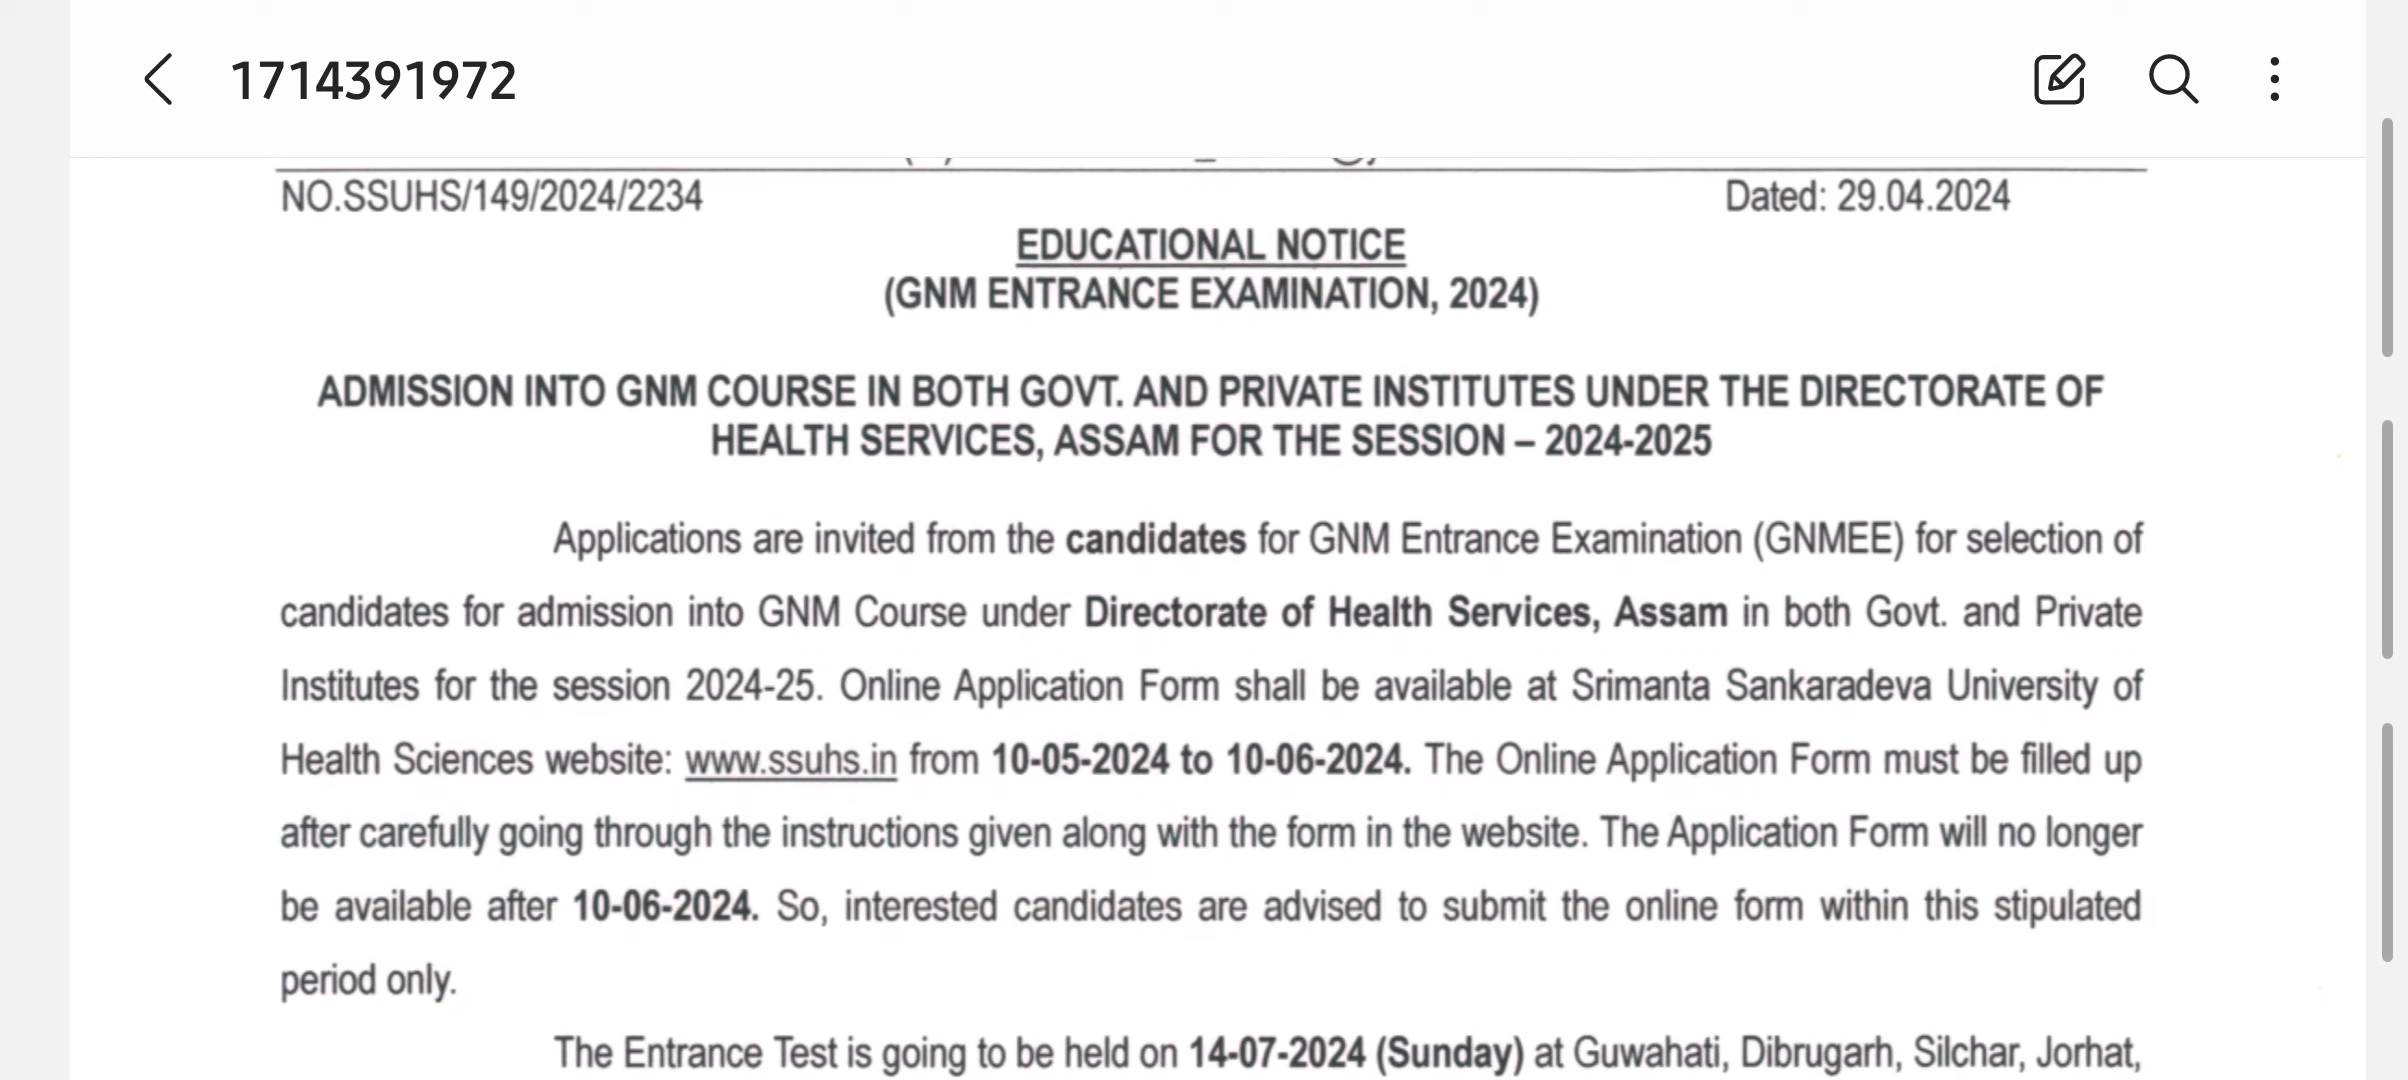 1714391972
NO.SSUHS/149/2024/2234 Dated: 29.04.2024
EDUCATIONAL NOTICE
(GNM ENTRANCE EXAMINATION, 2024)
ADMISSION INTO GNM COURSE IN BOTH GOVT. AND PRIVATE INSTITUTES UNDER THE DIRECTORATE OF
HEALTH SERVICES, ASSAM FOR THE SESSION – 2024-2025
Applications are invited from the candidates for GNM Entrance Examination (GNMEE) for selection of
candidates for admission into GNM Course under Directorate of Health Services, Assam in both Govt. and Private
Institutes for the session 2024-25. Online Application Form shall be available at Srimanta Sankaradeva University of
Health Sciences website: www.ssuhs.in from 10-05-2024 to 10-06-2024. The Online Application Form must be filled up
after carefully going through the instructions given along with the form in the website. The Application Form will no longer
be available after 10-06-2024. So, interested candidates are advised to submit the online form within this stipulated
period only.
The Entrance Test is going to be held on 14-07-2024 (Sunday) at Guwahati, Dibrugarh, Silchar, Jorhat,